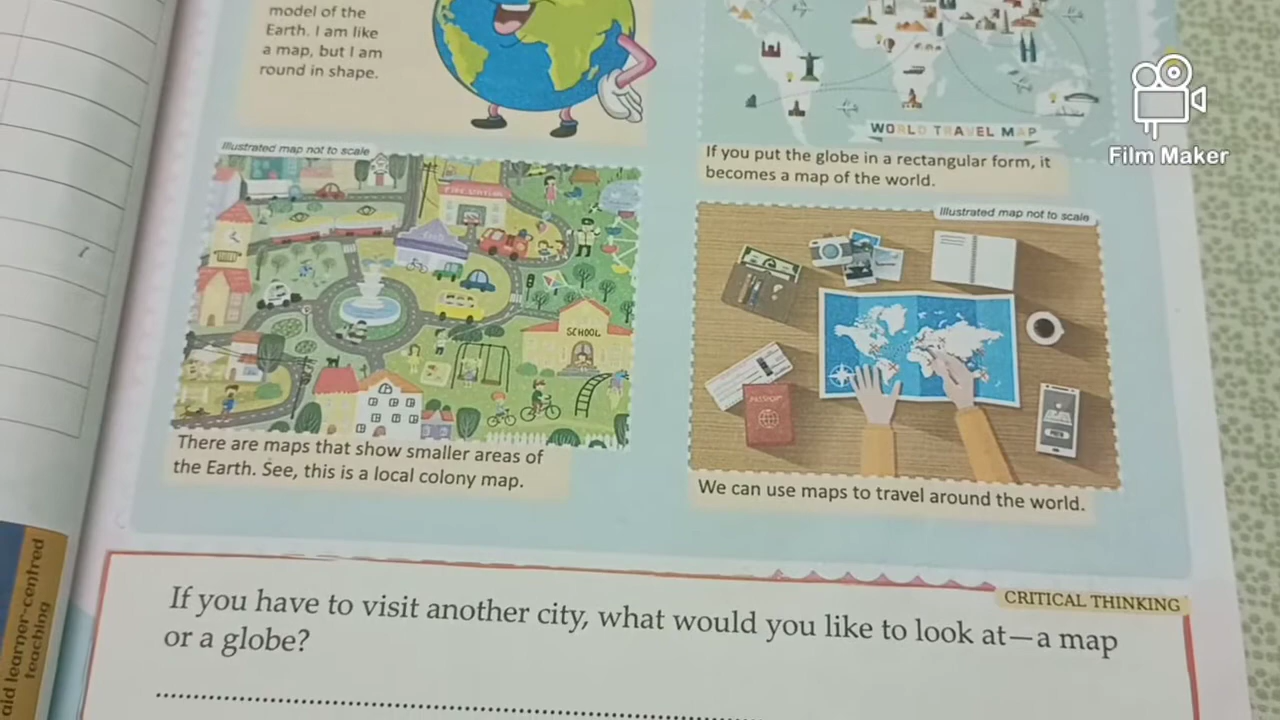 model of the
Earth. I am like
a map, but I am
round in shape.
WORLD TRAVEL MAP
If you put the globe in a rectangular form, it
becomes a map of the world.
Film Maker
Illustrated map not to scale
FIRE STATION
SCHOOL
There are maps that show smaller areas of
the Earth. See, this is a local colony map.
Illustrated map not to scale
PASSPORT
We can use maps to travel around the world.
CRITICAL THINKING
If you have to visit another city, what would you like to look at—a map
or a globe?
aid learner-centred
teaching